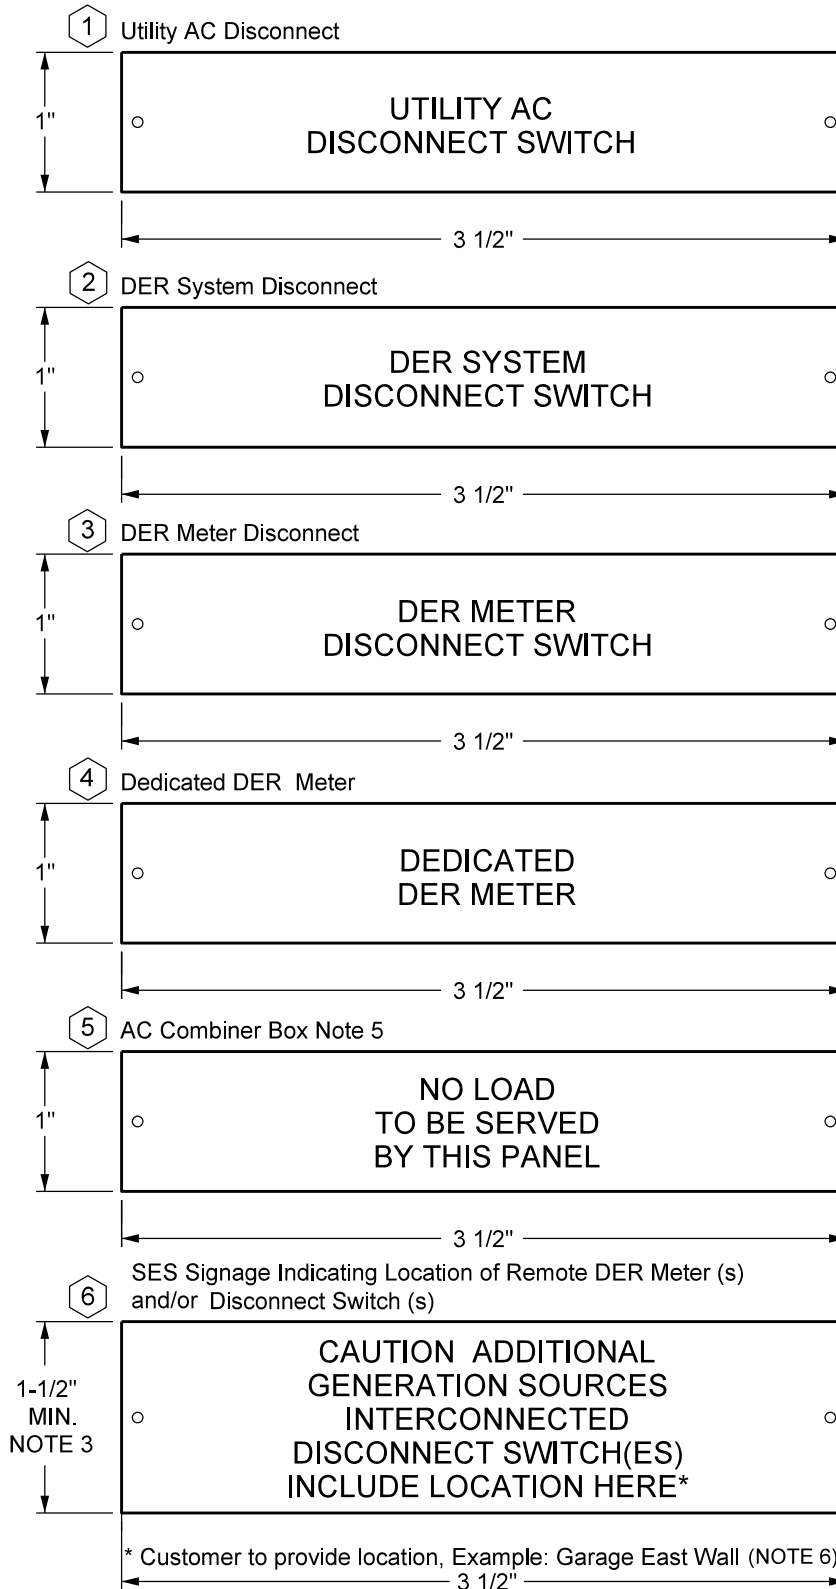 1 Utility AC Disconnect
1"
UTILITY AC
DISCONNECT SWITCH
3 1/2"
2 DER System Disconnect
1"
DER SYSTEM
DISCONNECT SWITCH
3 1/2"
3 DER Meter Disconnect
1"
DER METER
DISCONNECT SWITCH
3 1/2"
4 Dedicated DER Meter
1"
DEDICATED
DER METER
3 1/2"
5 AC Combiner Box Note 5
1"
NO LOAD
TO BE SERVED
BY THIS PANEL
3 1/2"
6 SES Signage Indicating Location of Remote DER Meter (s)
and/or Disconnect Switch (s)
1-1/2"
MIN.
NOTE 3
CAUTION ADDITIONAL
GENERATION SOURCES
INTERCONNECTED
DISCONNECT SWITCH(ES)
INCLUDE LOCATION HERE*
* Customer to provide location, Example: Garage East Wall (NOTE 6)
3 1/2"